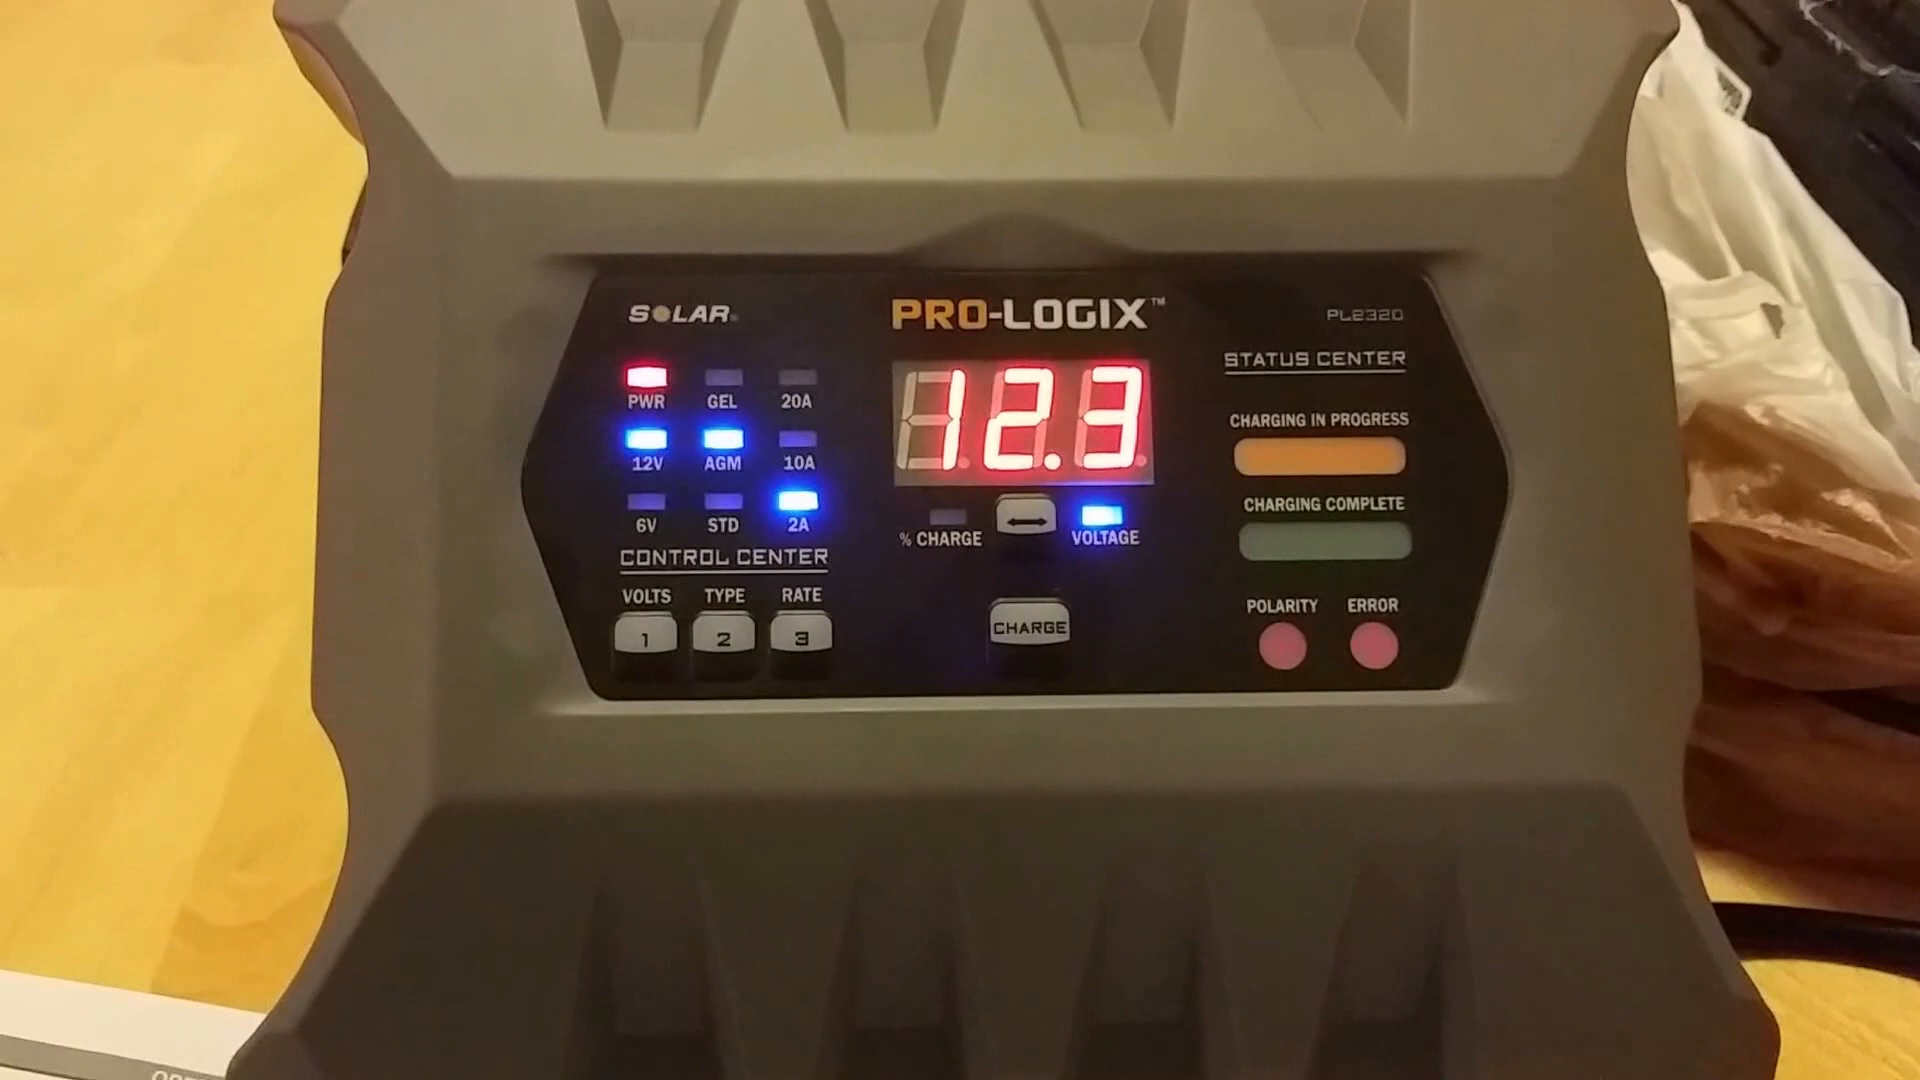 SOLAR
PRO-LOGIX™
PL2320
PWR GEL 20A
12V AGM 10A
6V STD 2A
CONTROL CENTER
VOLTS TYPE RATE
1 2 3
12.3
% CHARGE
VOLTAGE
CHARGE
STATUS CENTER
CHARGING IN PROGRESS
CHARGING COMPLETE
POLARITY ERROR